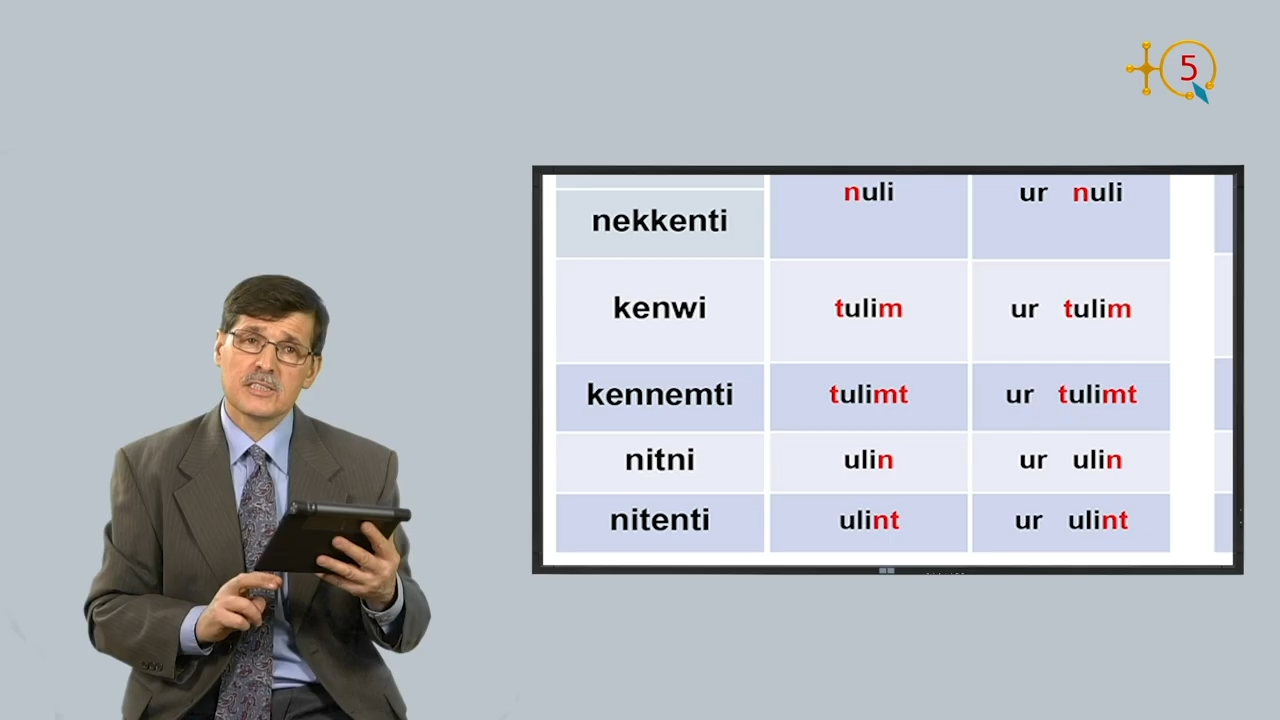 5
nuli ur nuli
nekkenti
kenwi tulim ur tulim
kennemti tulimt ur tulimt
nitni ulin ur ulin
nitenti ulint ur ulint